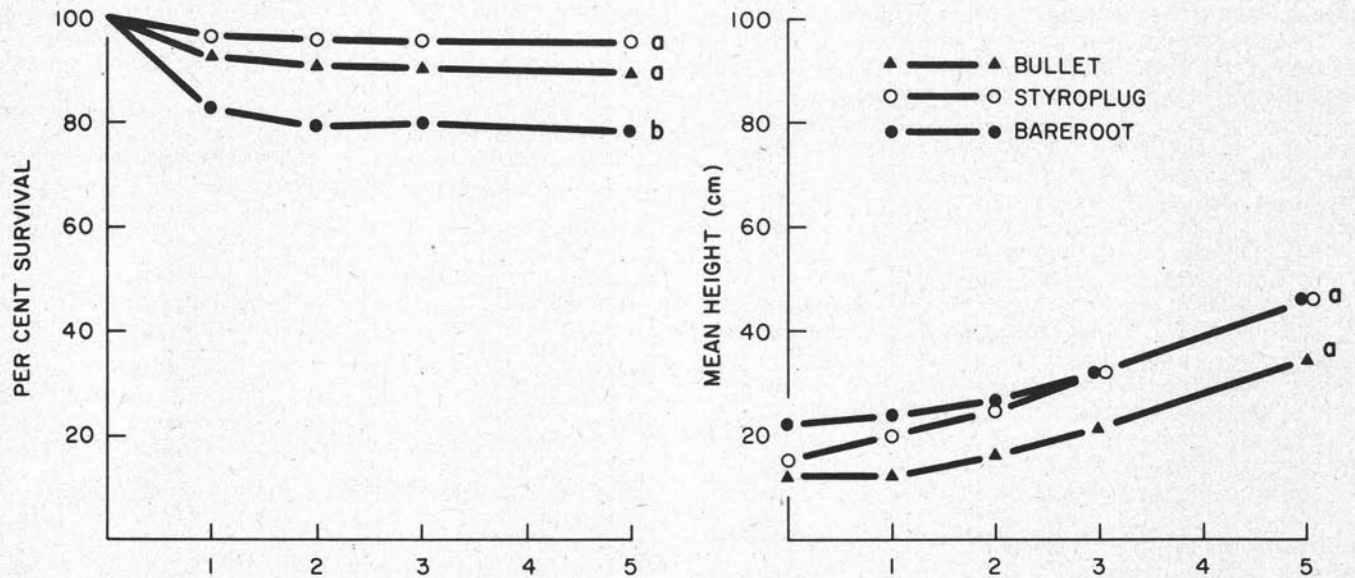 PER CENT SURVIVAL
100
80
60
40
20
1 2 3 4 5
a
a
b
MEAN HEIGHT (cm)
100
80
60
40
20
1 2 3 4 5
BULLET
STYROPLUG
BAREROOT
a
a